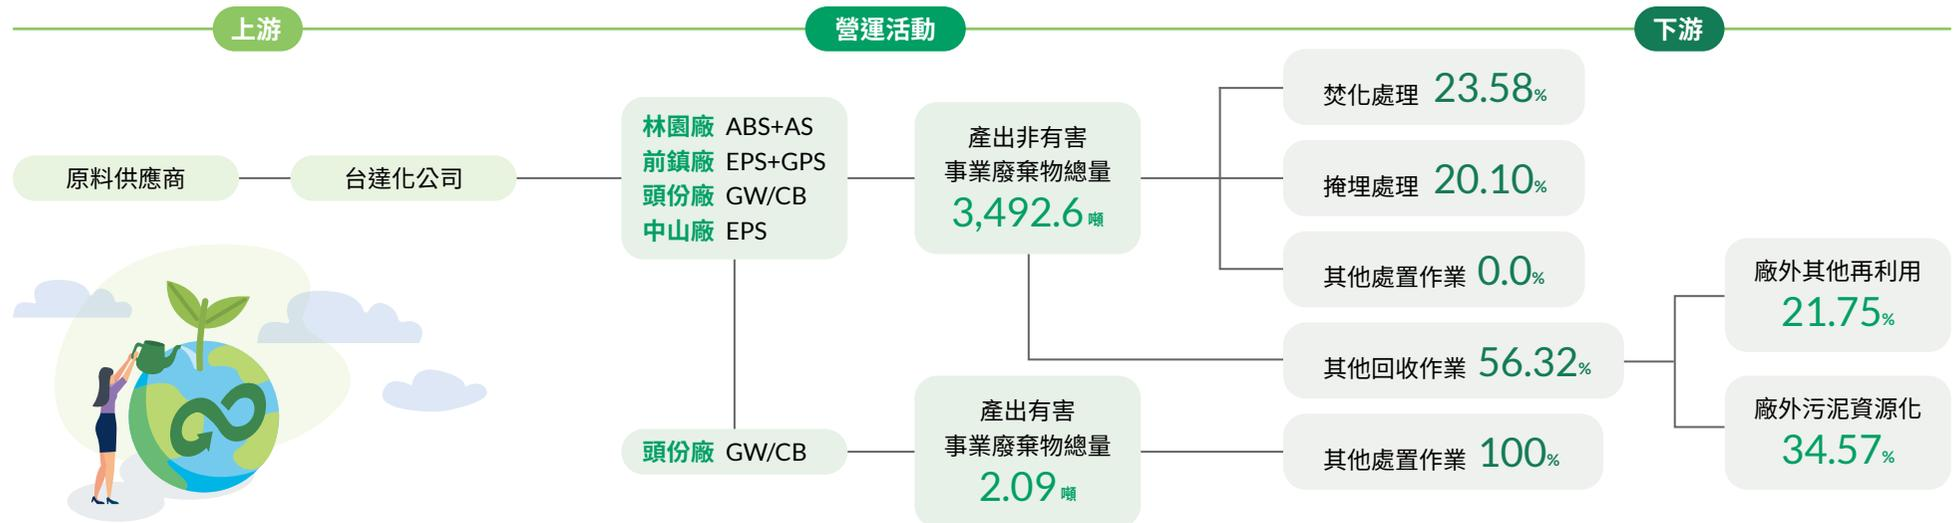 上游
營運活動
下游
原料供應商
台達化公司
林園廠 ABS+AS
前鎮廠 EPS+GPS
頭份廠 GW/CB
中山廠 EPS
產出非有害
事業廢棄物總量
3,492.6 噸
焚化處理 23.58%
掩埋處理 20.10%
其他處置作業 0.0%
其他回收作業 56.32%
廠外其他再利用
21.75%
廠外污泥資源化
34.57%
頭份廠 GW/CB
產出有害
事業廢棄物總量
2.09 噸
其他處置作業 100%